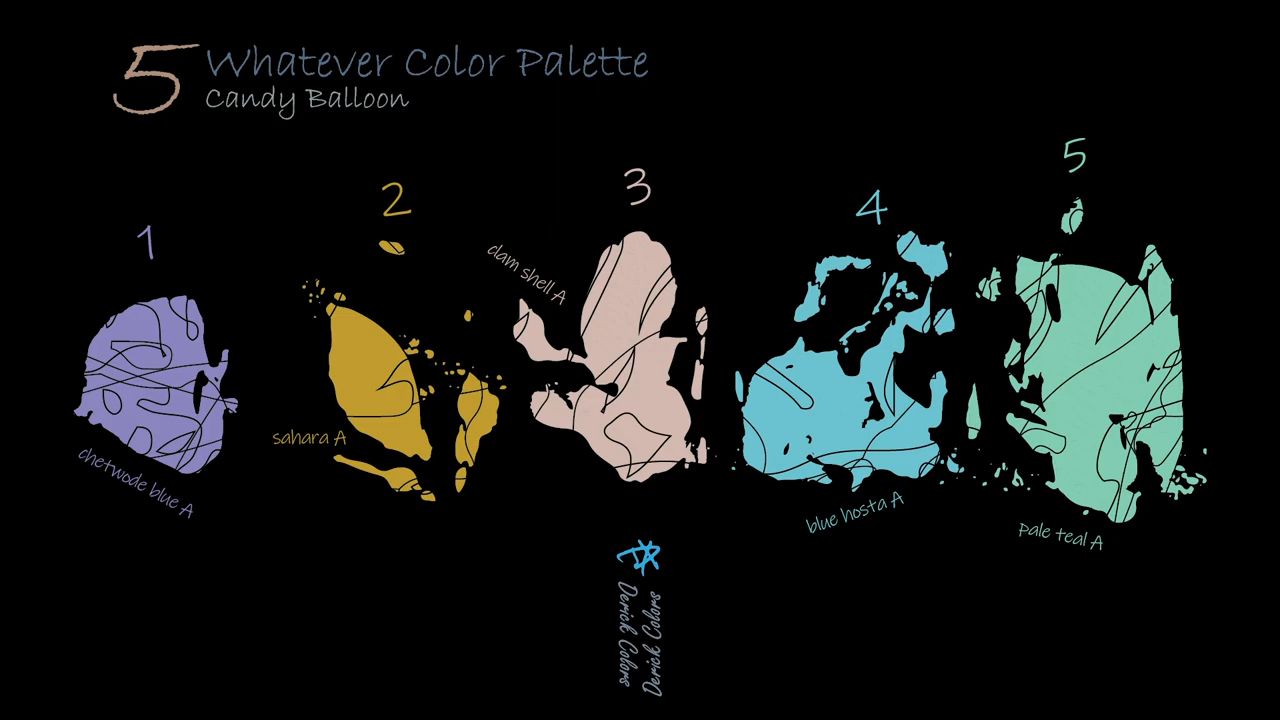 5 Whatever Color Palette
Candy Balloon
1
2
3
4
5
chetwode blue A
sahara A
clam shell A
blue hosta A
pale teal A
Derick Colors
Derick Colors